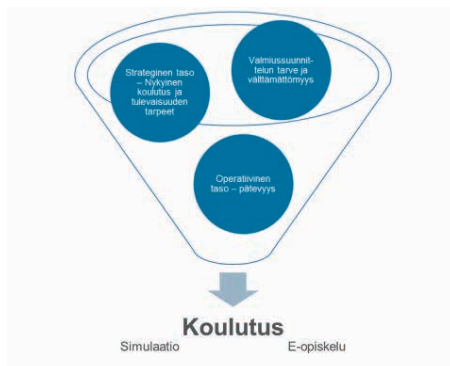 Strateginen taso
– Nykyinen
koulutus ja
tulevaisuuden
tarpeet
Valmiussuunnit-
telun tarve ja
välttämättömyys
Operatiivinen
taso – pätevyys
Koulutus
Simulaatio
E-opiskelu